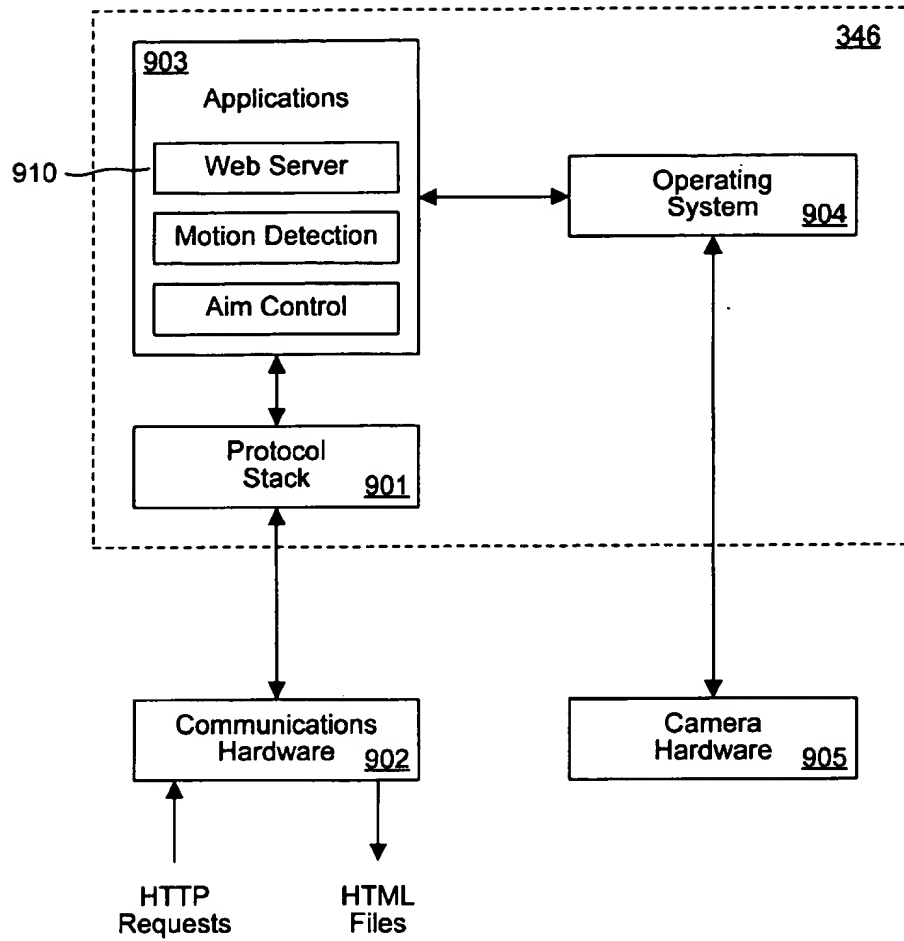 346
903
Applications
910
Web Server
Motion Detection
Aim Control
Operating
System
904
Protocol
Stack
901
Communications
Hardware
902
Camera
Hardware
905
HTTP
Requests
HTML
Files